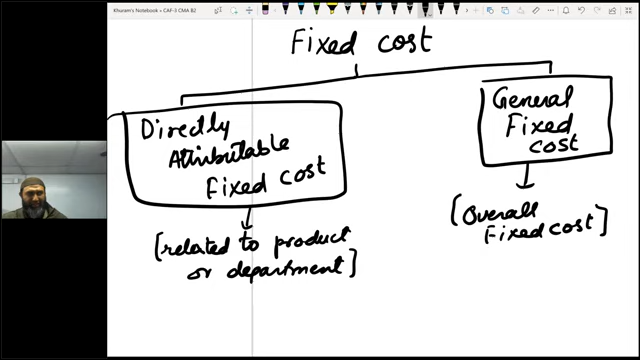 Khuram's Notebook » CAF-3 CMA B2
Fixed cost
Directly
Attributable
Fixed cost
General
Fixed
cost
[related to product
or department]
[Overall
Fixed cost]